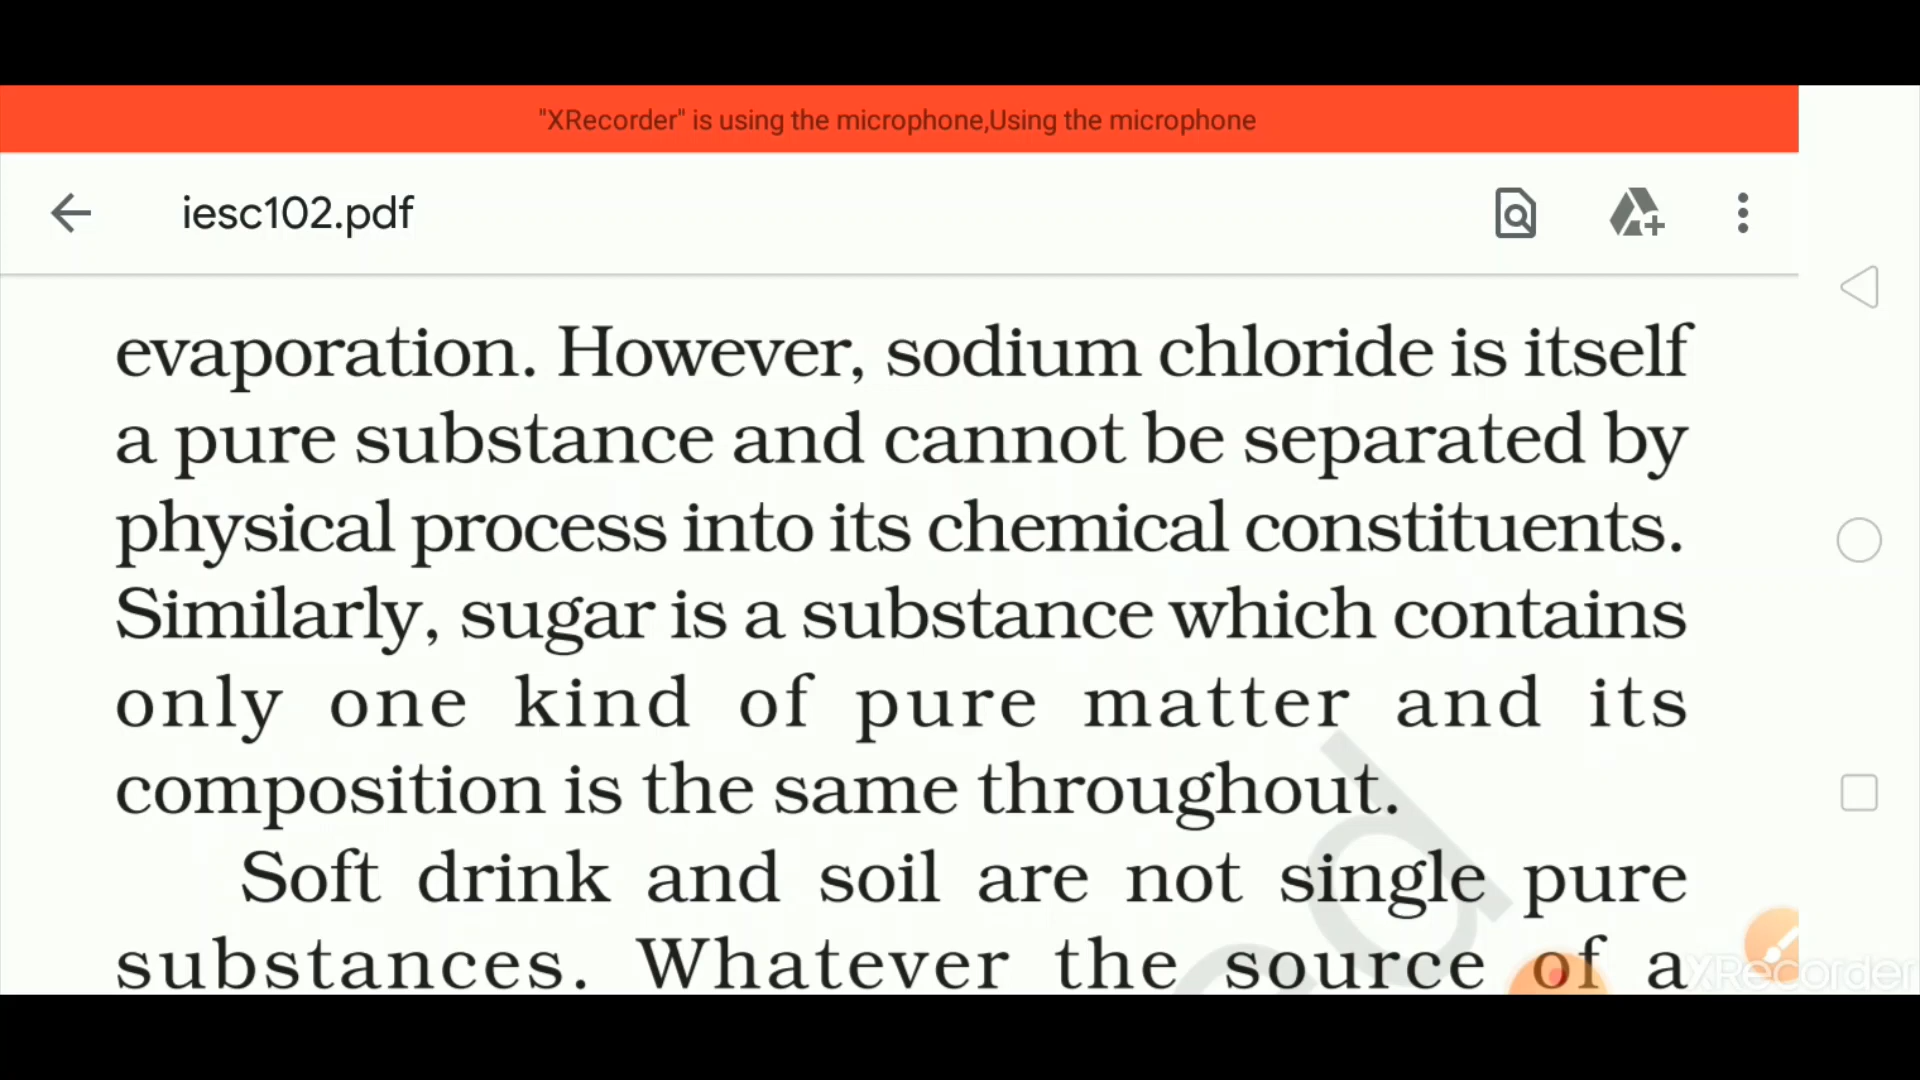 "XRecorder" is using the microphone,Using the microphone
iesc102.pdf
evaporation. However, sodium chloride is itself
a pure substance and cannot be separated by
physical process into its chemical constituents.
Similarly, sugar is a substance which contains
only one kind of pure matter and its
composition is the same throughout.
Soft drink and soil are not single pure
substances. Whatever the source of a
XRecorder